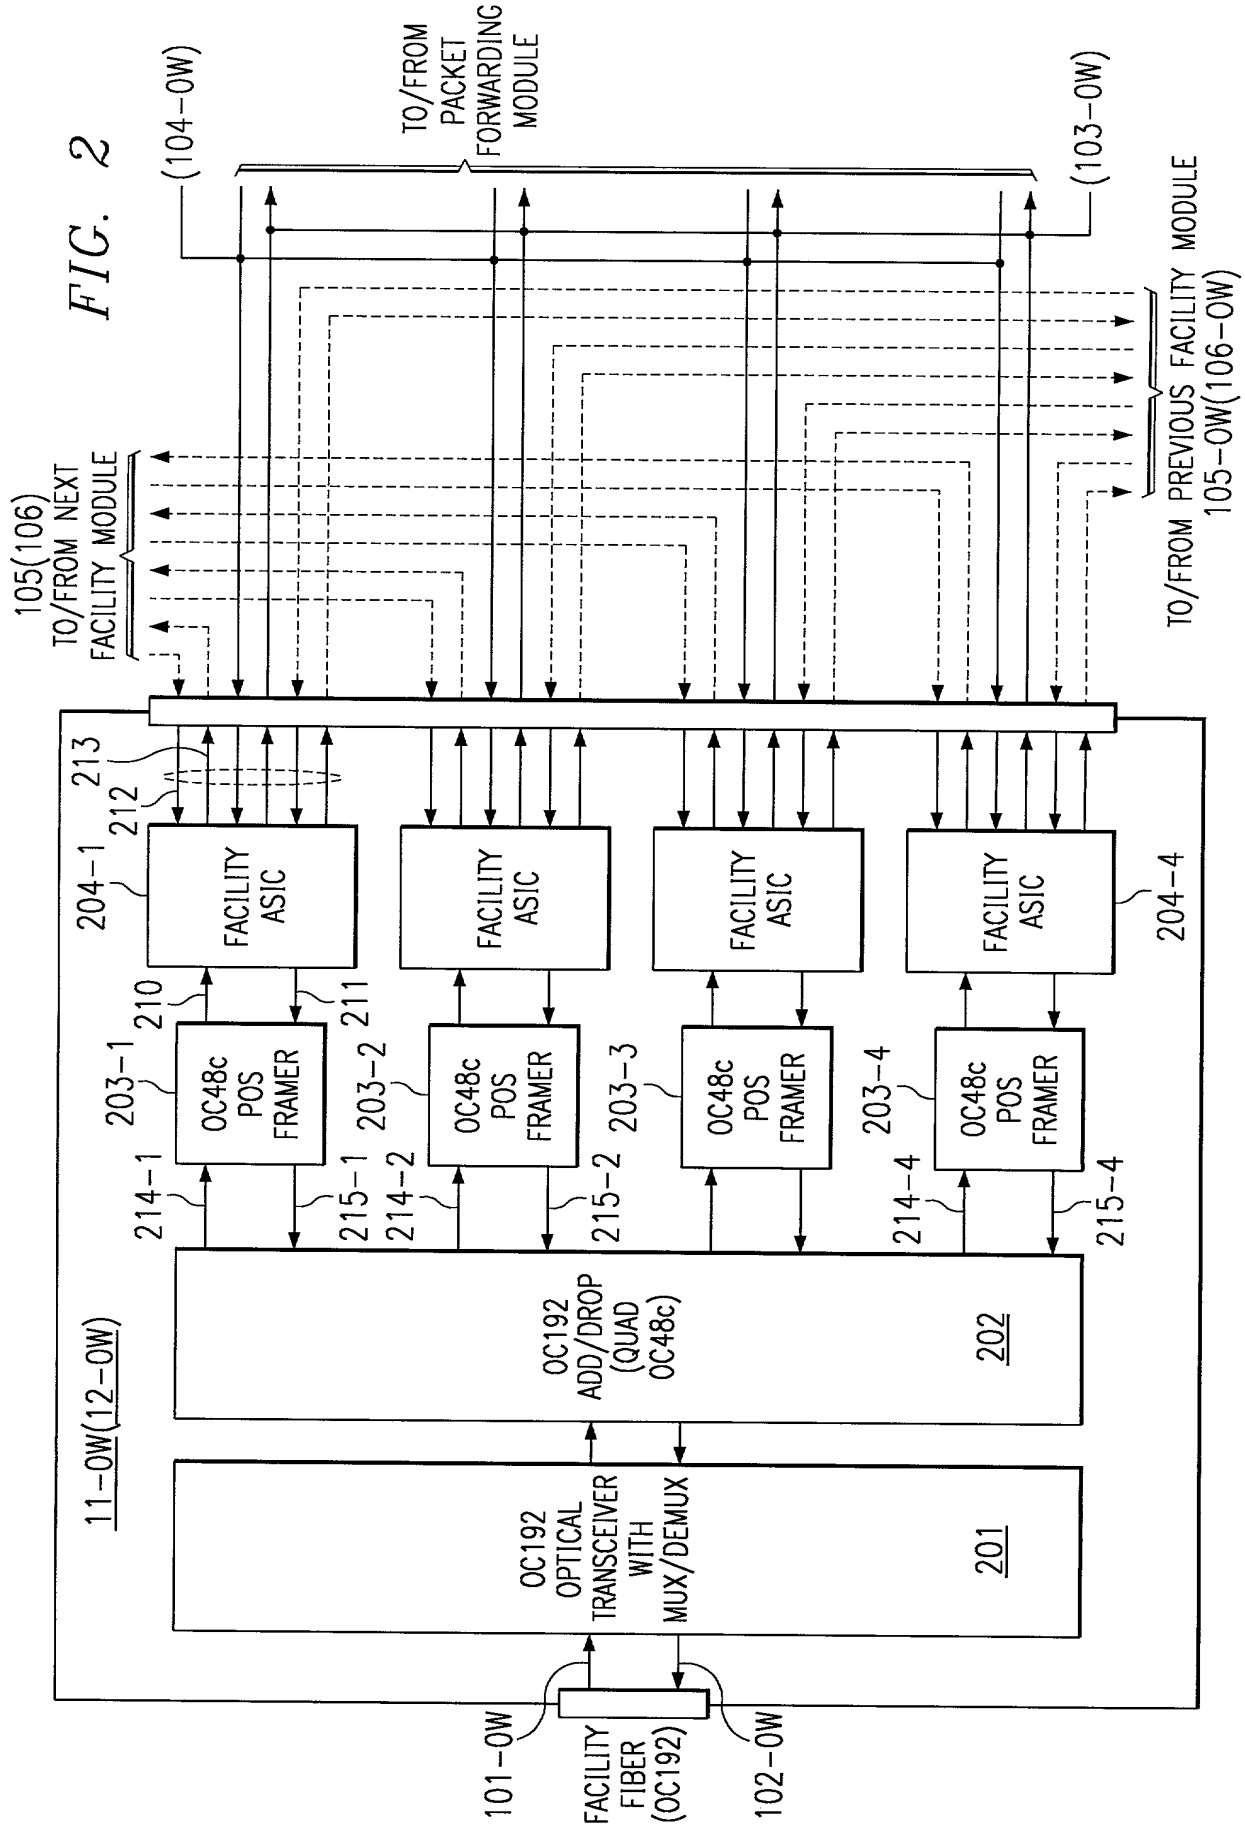 FIG. 2
11-0W(12-0W)
105(106)
TO/FROM NEXT
FACILITY MODULE
(104-0W)
TO/FROM
PACKET
FORWARDING
MODULE
(103-0W)
TO/FROM PREVIOUS FACILITY MODULE
105-0W(106-0W)
101-0W
FACILITY
FIBER
(OC192)
102-0W
OC192
OPTICAL
TRANSCEIVER
WITH
MUX/DEMUX
201
OC192
ADD/DROP
(QUAD
OC48c)
202
214-1
215-1
203-1
OC48c
POS
FRAMER
210
211
204-1
FACILITY
ASIC
212
213
214-2
215-2
203-2
OC48c
POS
FRAMER
FACILITY
ASIC
203-3
OC48c
POS
FRAMER
FACILITY
ASIC
214-4
215-4
203-4
OC48c
POS
FRAMER
FACILITY
ASIC
204-4